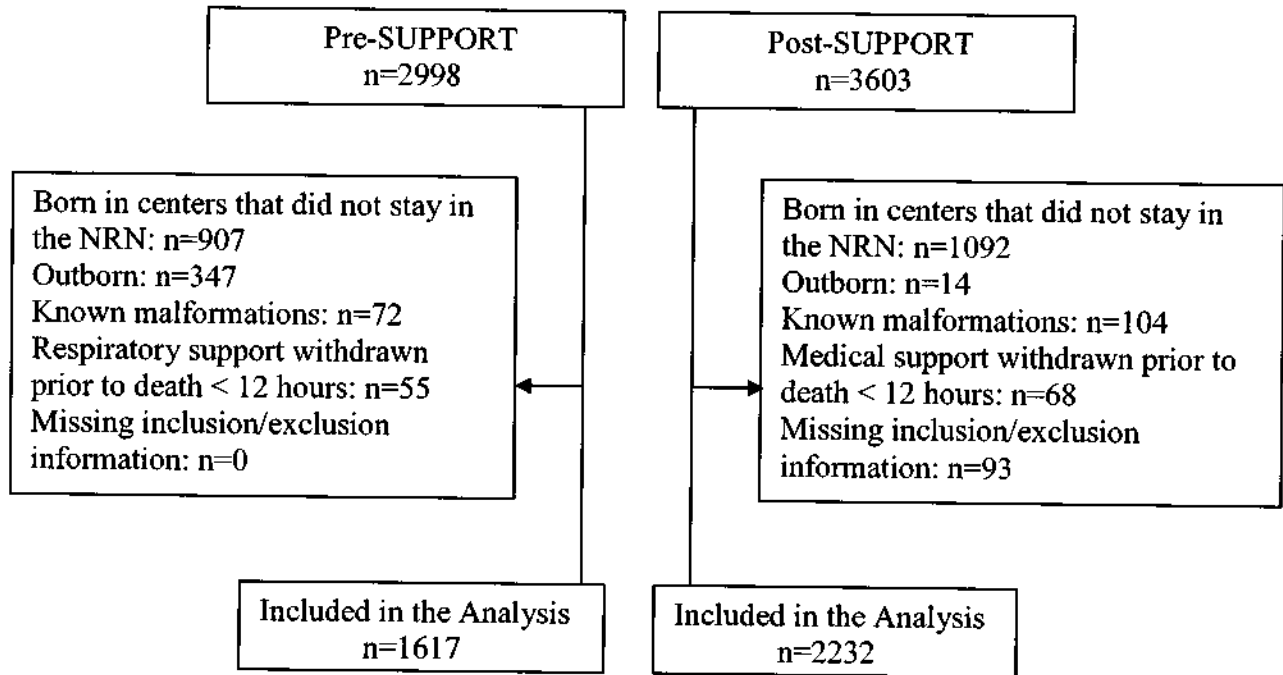 Pre-SUPPORT
n=2998
Post-SUPPORT
n=3603
Born in centers that did not stay in
the NRN: n=907
Outborn: n=347
Known malformations: n=72
Respiratory support withdrawn
prior to death < 12 hours: n=55
Missing inclusion/exclusion
information: n=0
Born in centers that did not stay in
the NRN: n=1092
Outborn: n=14
Known malformations: n=104
Medical support withdrawn prior to
death < 12 hours: n=68
Missing inclusion/exclusion
information: n=93
Included in the Analysis
n=1617
Included in the Analysis
n=2232